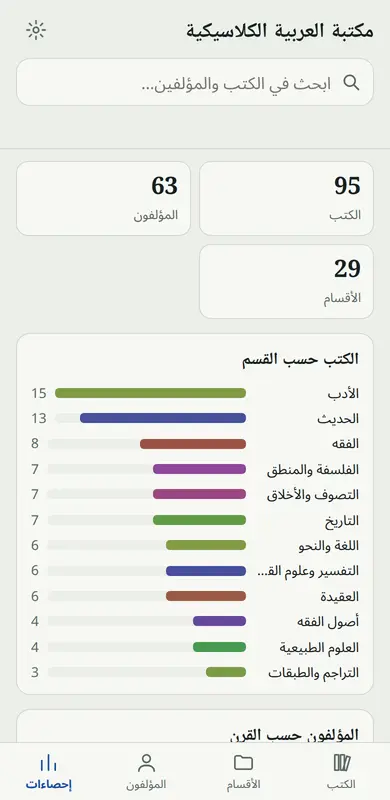 مكتبة العربية الكلاسيكية
ابحث في الكتب والمؤلفين...
95
الكتب
63
المؤلفون
29
الأقسام
الكتب حسب القسم
الأدب 15
الحديث 13
الفقه 8
الفلسفة والمنطق 7
التصوف والأخلاق 7
التاريخ 7
اللغة والنحو 6
التفسير وعلوم القـ... 6
العقيدة 6
أصول الفقه 4
العلوم الطبيعية 4
التراجم والطبقات 3
المؤلفون حسب القرن
الكتب
الأقسام
المؤلفون
إحصاءات